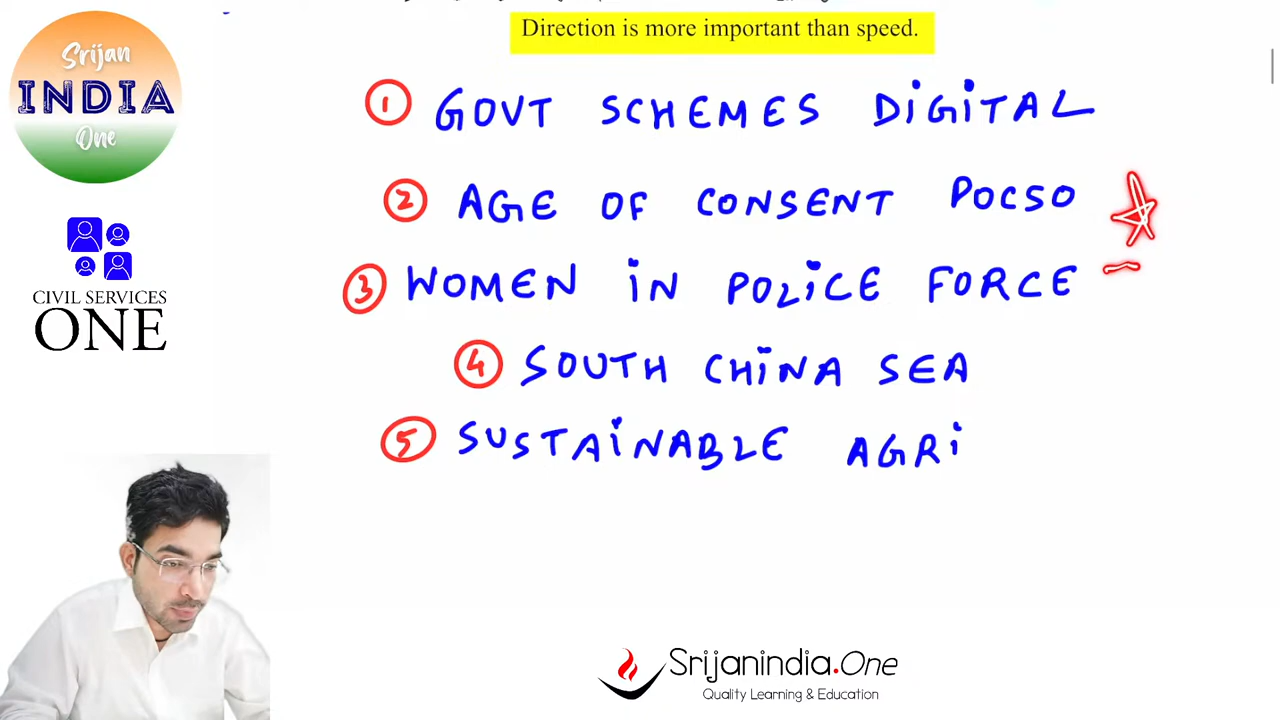 Direction is more important than speed.
Srijan
INDIA
One
① GOVT SCHEMES DIGITAL
② AGE OF CONSENT POCSO
③ WOMEN IN POLICE FORCE
④ SOUTH CHINA SEA
⑤ SUSTAINABLE AGRI
CIVIL SERVICES
ONE
Srijanindia.One
Quality Learning & Education